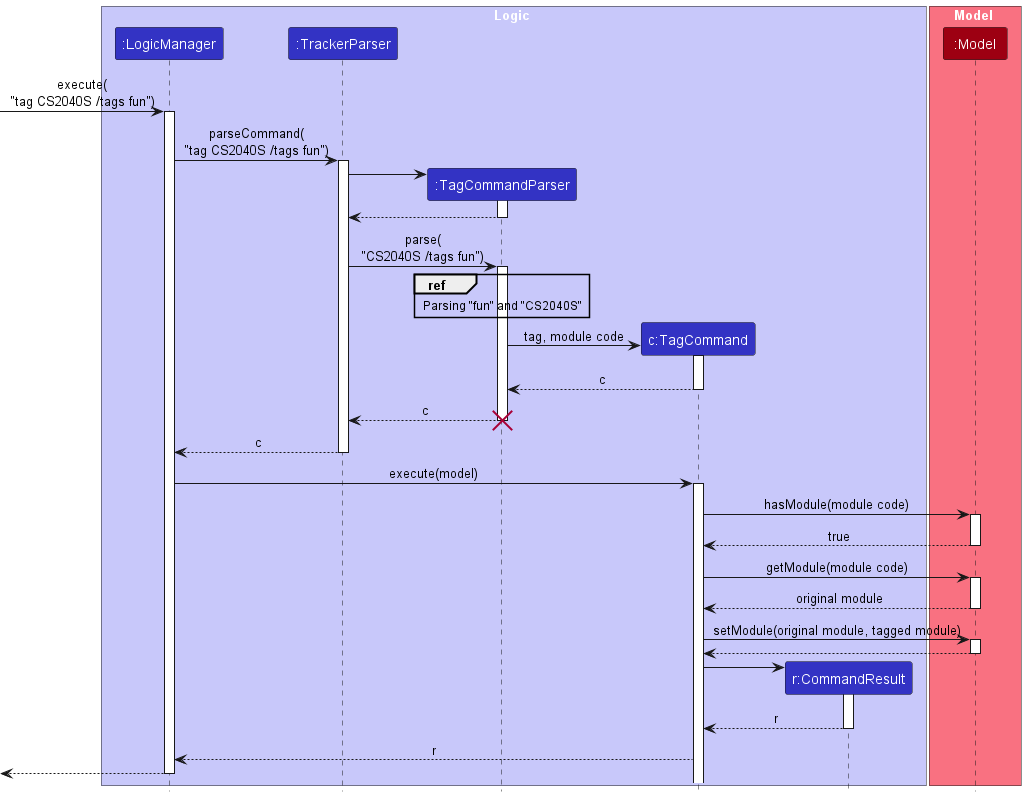 Logic
Model
:LogicManager
:TrackerParser
:Model
execute(
"tag CS2040S /tags fun")
parseCommand(
"tag CS2040S /tags fun")
:TagCommandParser
parse(
"CS2040S /tags fun")
ref
Parsing "fun" and "CS2040S"
tag, module code
c:TagCommand
c
c
c
execute(model)
hasModule(module code)
true
getModule(module code)
original module
setModule(original module, tagged module)
r:CommandResult
r
r